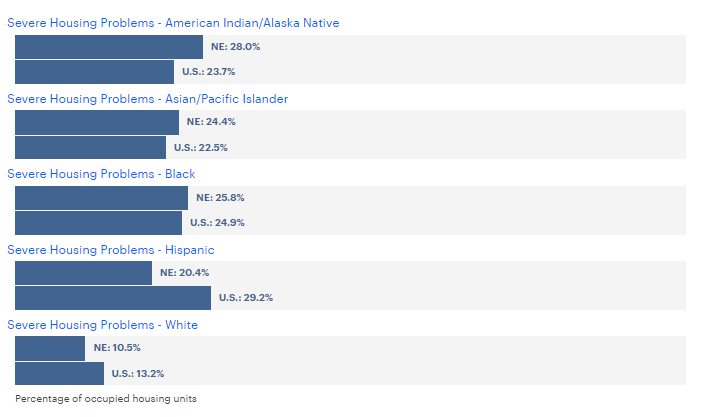 Severe Housing Problems - American Indian/Alaska Native
NE: 28.0%
U.S.: 23.7%
Severe Housing Problems - Asian/Pacific Islander
NE: 24.4%
U.S.: 22.5%
Severe Housing Problems - Black
NE: 25.8%
U.S.: 24.9%
Severe Housing Problems - Hispanic
NE: 20.4%
U.S.: 29.2%
Severe Housing Problems - White
NE: 10.5%
U.S.: 13.2%
Percentage of occupied housing units